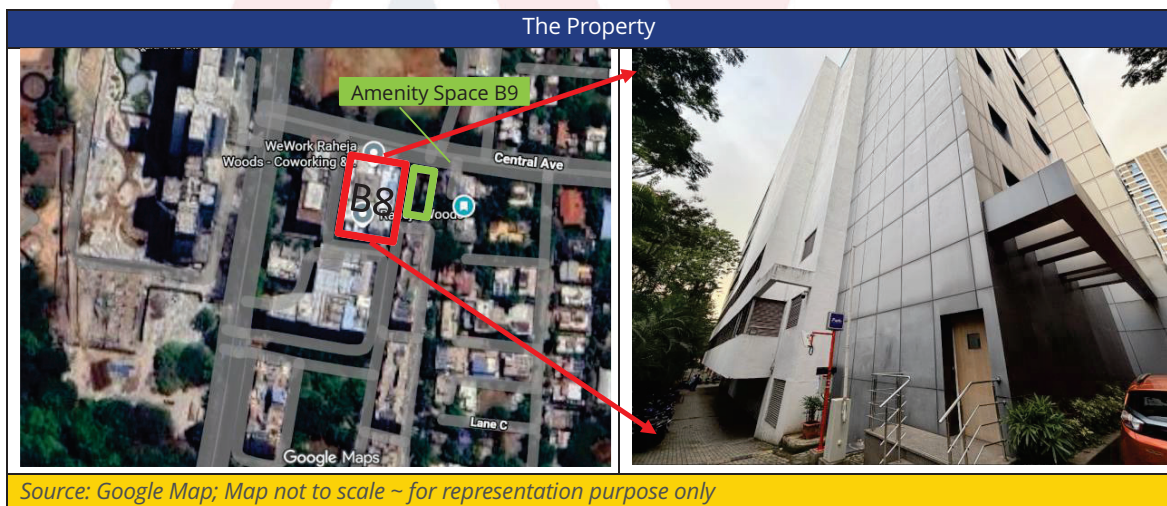 The Property
Amenity Space B9
WeWork Raheja
Woods - Coworking &
Central Ave
B8
Woods
Lane C
Google Maps
Source: Google Map; Map not to scale ~ for representation purpose only